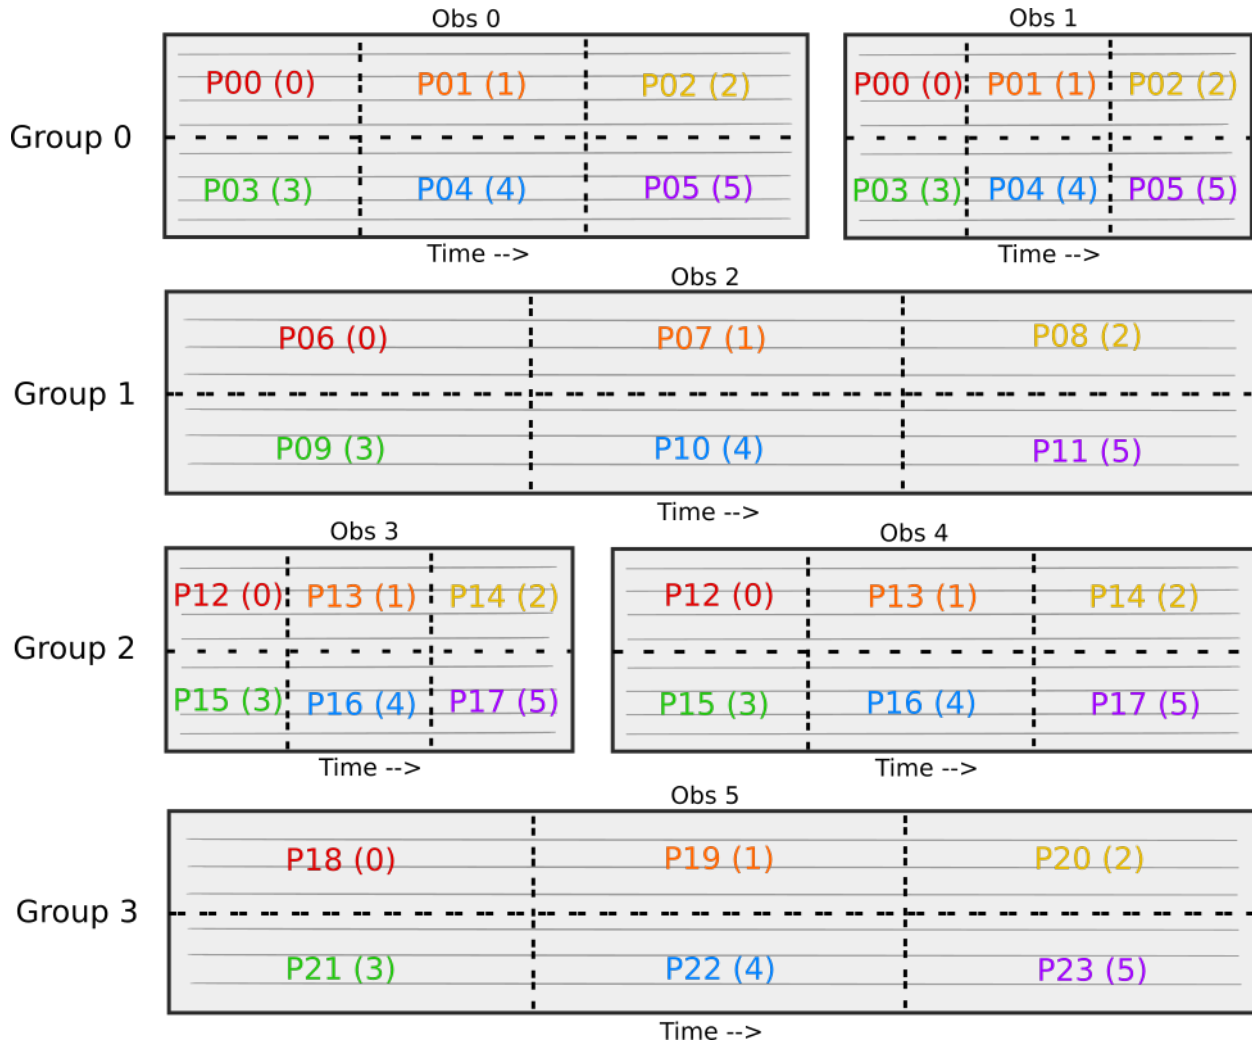 Obs 0 Obs 1
P00 (0) P01 (1) P02 (2) P00 (0) P01 (1) P02 (2)
Group 0
P03 (3) P04 (4) P05 (5) P03 (3) P04 (4) P05 (5)
Time --> Time -->
Obs 2
P06 (0) P07 (1) P08 (2)
Group 1
P09 (3) P10 (4) P11 (5)
Time -->
Obs 3 Obs 4
P12 (0) P13 (1) P14 (2) P12 (0) P13 (1) P14 (2)
Group 2
P15 (3) P16 (4) P17 (5) P15 (3) P16 (4) P17 (5)
Time --> Time -->
Obs 5
P18 (0) P19 (1) P20 (2)
Group 3
P21 (3) P22 (4) P23 (5)
Time -->